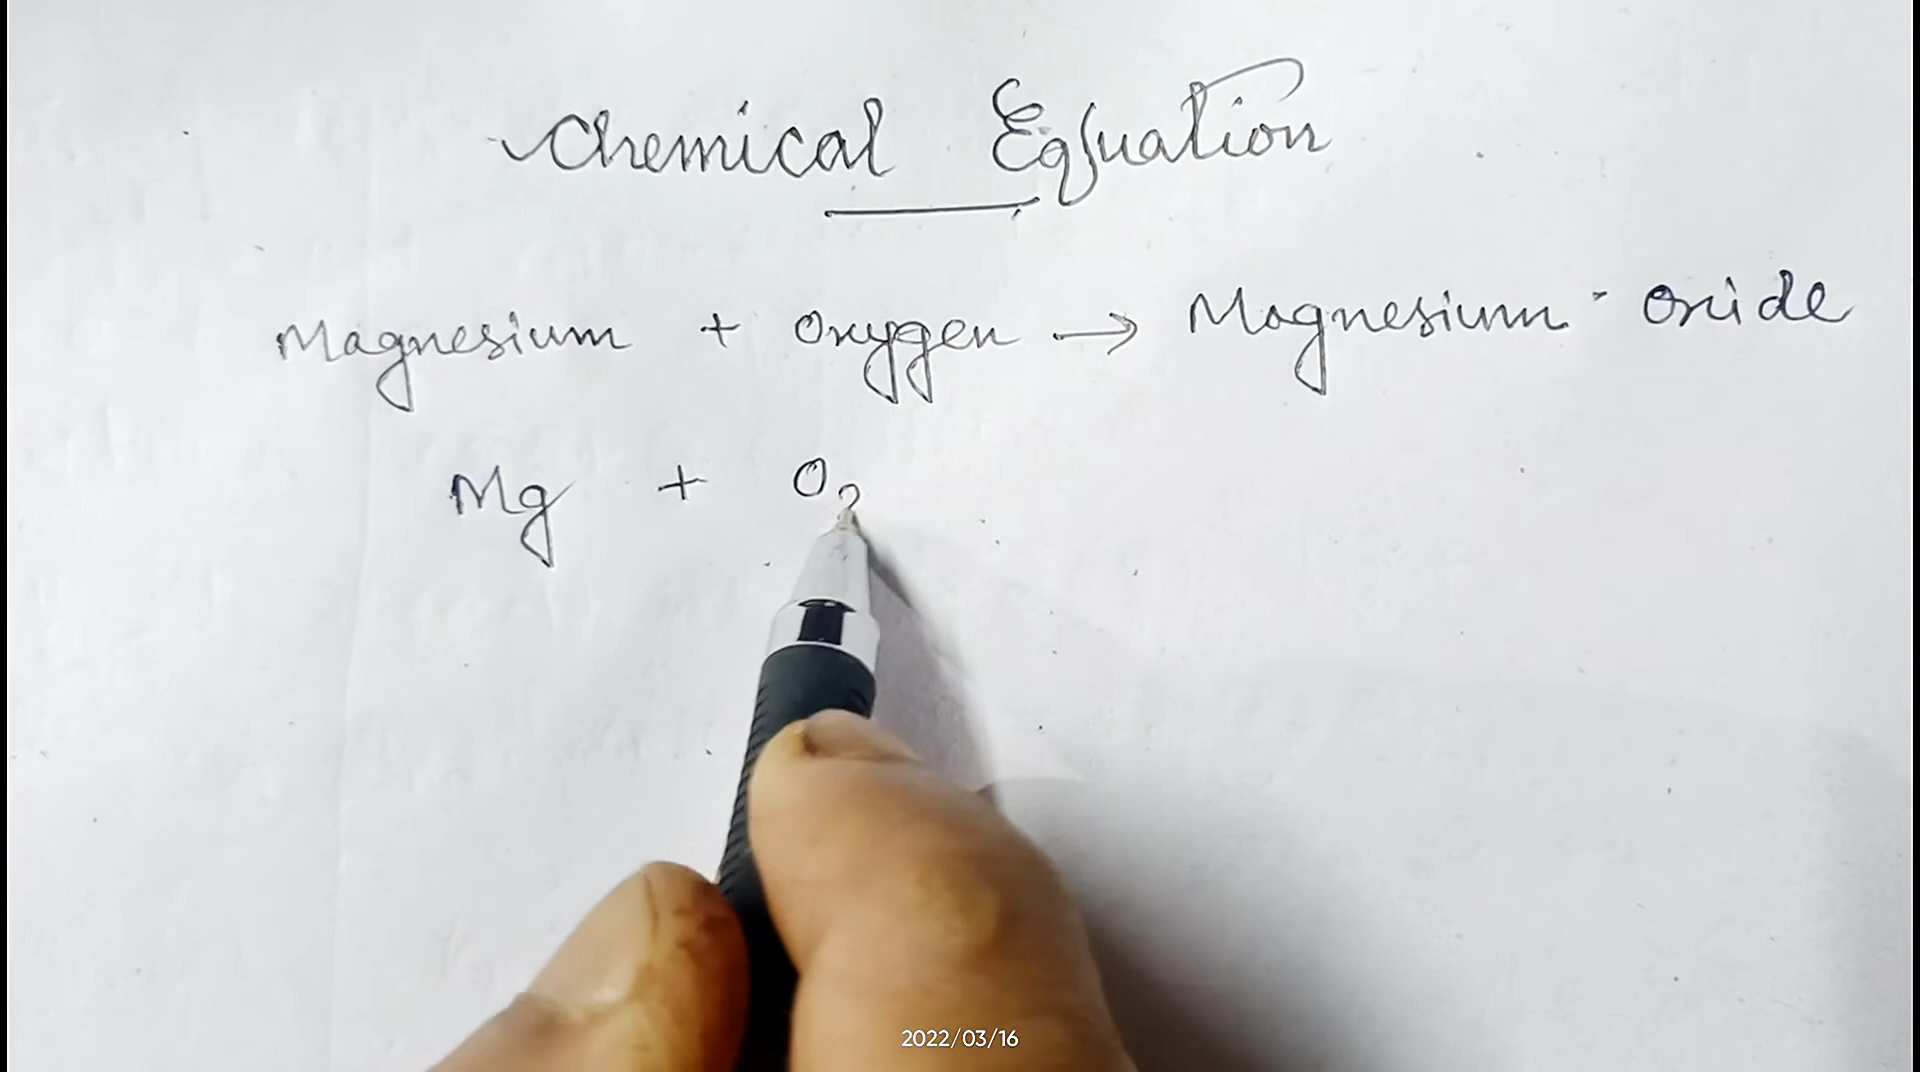 Chemical Equation
Magnesium + Oxygen → Magnesium Oxide
Mg + O₂
2022/03/16